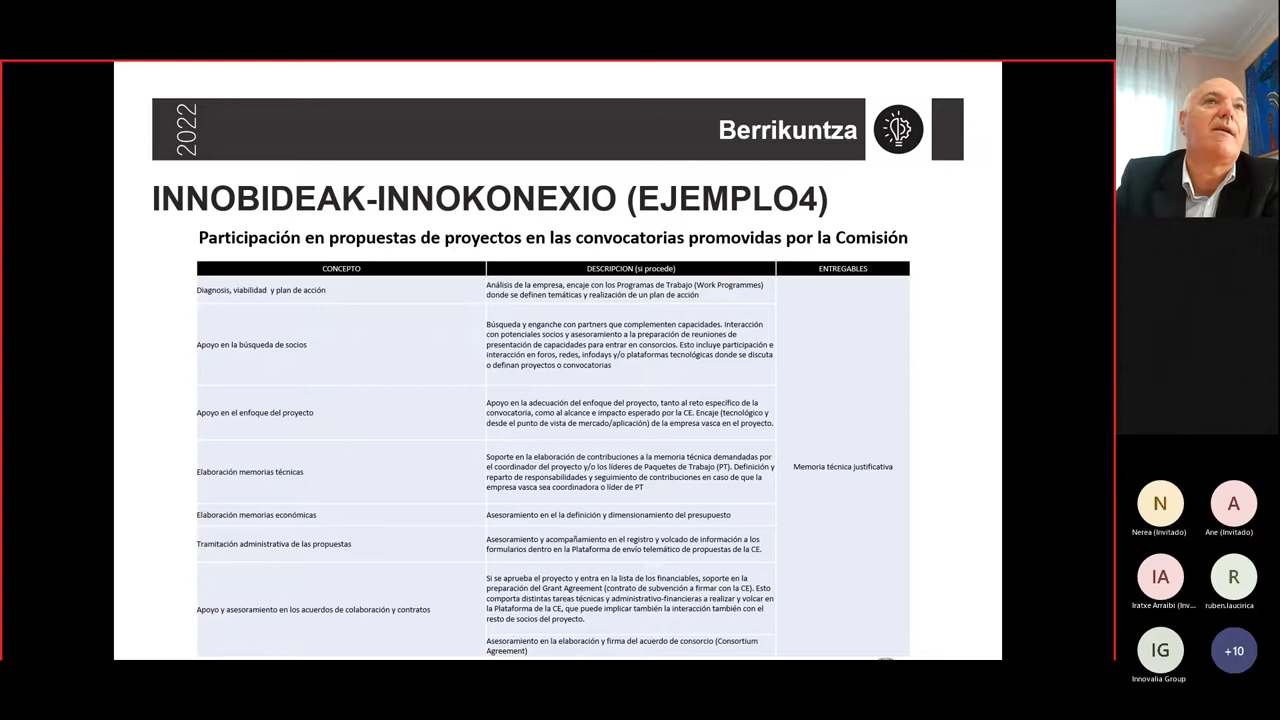 2022
Berrikuntza
INNOBIDEAK-INNOKONEXIO (EJEMPLO4)
Participación en propuestas de proyectos en las convocatorias promovidas por la Comisión
CONCEPTO
DESCRIPCION (si procede)
ENTREGABLES
Diagnosis, viabilidad y plan de acción
Análisis de la empresa, encaje con los Programas de Trabajo (Work Programmes)
donde se definen temáticas y realización de un plan de acción
Apoyo en la búsqueda de socios
Búsqueda y enganche con partners que complementen capacidades. Interacción
con potenciales socios y asesoramiento a la preparación de reuniones de
presentación de capacidades para entrar en consorcios. Esto incluye participación e
interacción en foros, redes, infodays y/o plataformas tecnológicas donde se discuta
o definan proyectos o convocatorias
Apoyo en el enfoque del proyecto
Apoyo en la adecuación del enfoque del proyecto, tanto al reto específico de la
convocatoria, como al alcance e impacto esperado por la CE. Encaje (tecnológico y
desde el punto de vista de mercado/aplicación) de la empresa vasca en el proyecto.
Elaboración memorias técnicas
Soporte en la elaboración de contribuciones a la memoria técnica demandadas por
el coordinador del proyecto y/o los líderes de Paquetes de Trabajo (PT). Definición y
reparto de responsabilidades y seguimiento de contribuciones en caso de que la
empresa vasca sea coordinadora o líder de PT
Memoria técnica justificativa
Elaboración memorias económicas
Asesoramiento en el la definición y dimensionamiento del presupuesto
Tramitación administrativa de las propuestas
Asesoramiento y acompañamiento en el registro y volcado de información a los
formularios dentro en la Plataforma de envío telemático de propuestas de la CE.
Apoyo y asesoramiento en los acuerdos de colaboración y contratos
Si se aprueba el proyecto y entra en la lista de los financiables, soporte en la
preparación del Grant Agreement (contrato de subvención a firmar con la CE). Esto
comporta distintas tareas técnicas y administrativo-financieras a realizar y volcar en
la Plataforma de la CE, que puede implicar también la interacción también con el
resto de socios del proyecto.
Asesoramiento en la elaboración y firma del acuerdo de consorcio (Consortium
Agreement)
N
A
Nerea (Invitado)
Ane (Invitado)
IA
R
Iratxe Arraibi (Inv...
ruben.laucirica
IG
+10
Innovalia Group